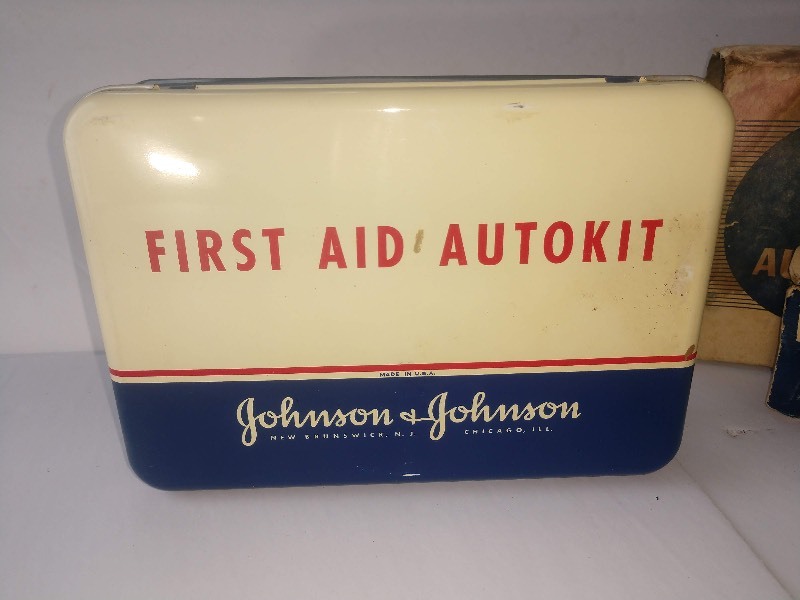 FIRST AID AUTOKIT
MADE IN U.S.A.
Johnson & Johnson
NEW BRUNSWICK, N. J. CHICAGO, ILL.
AU